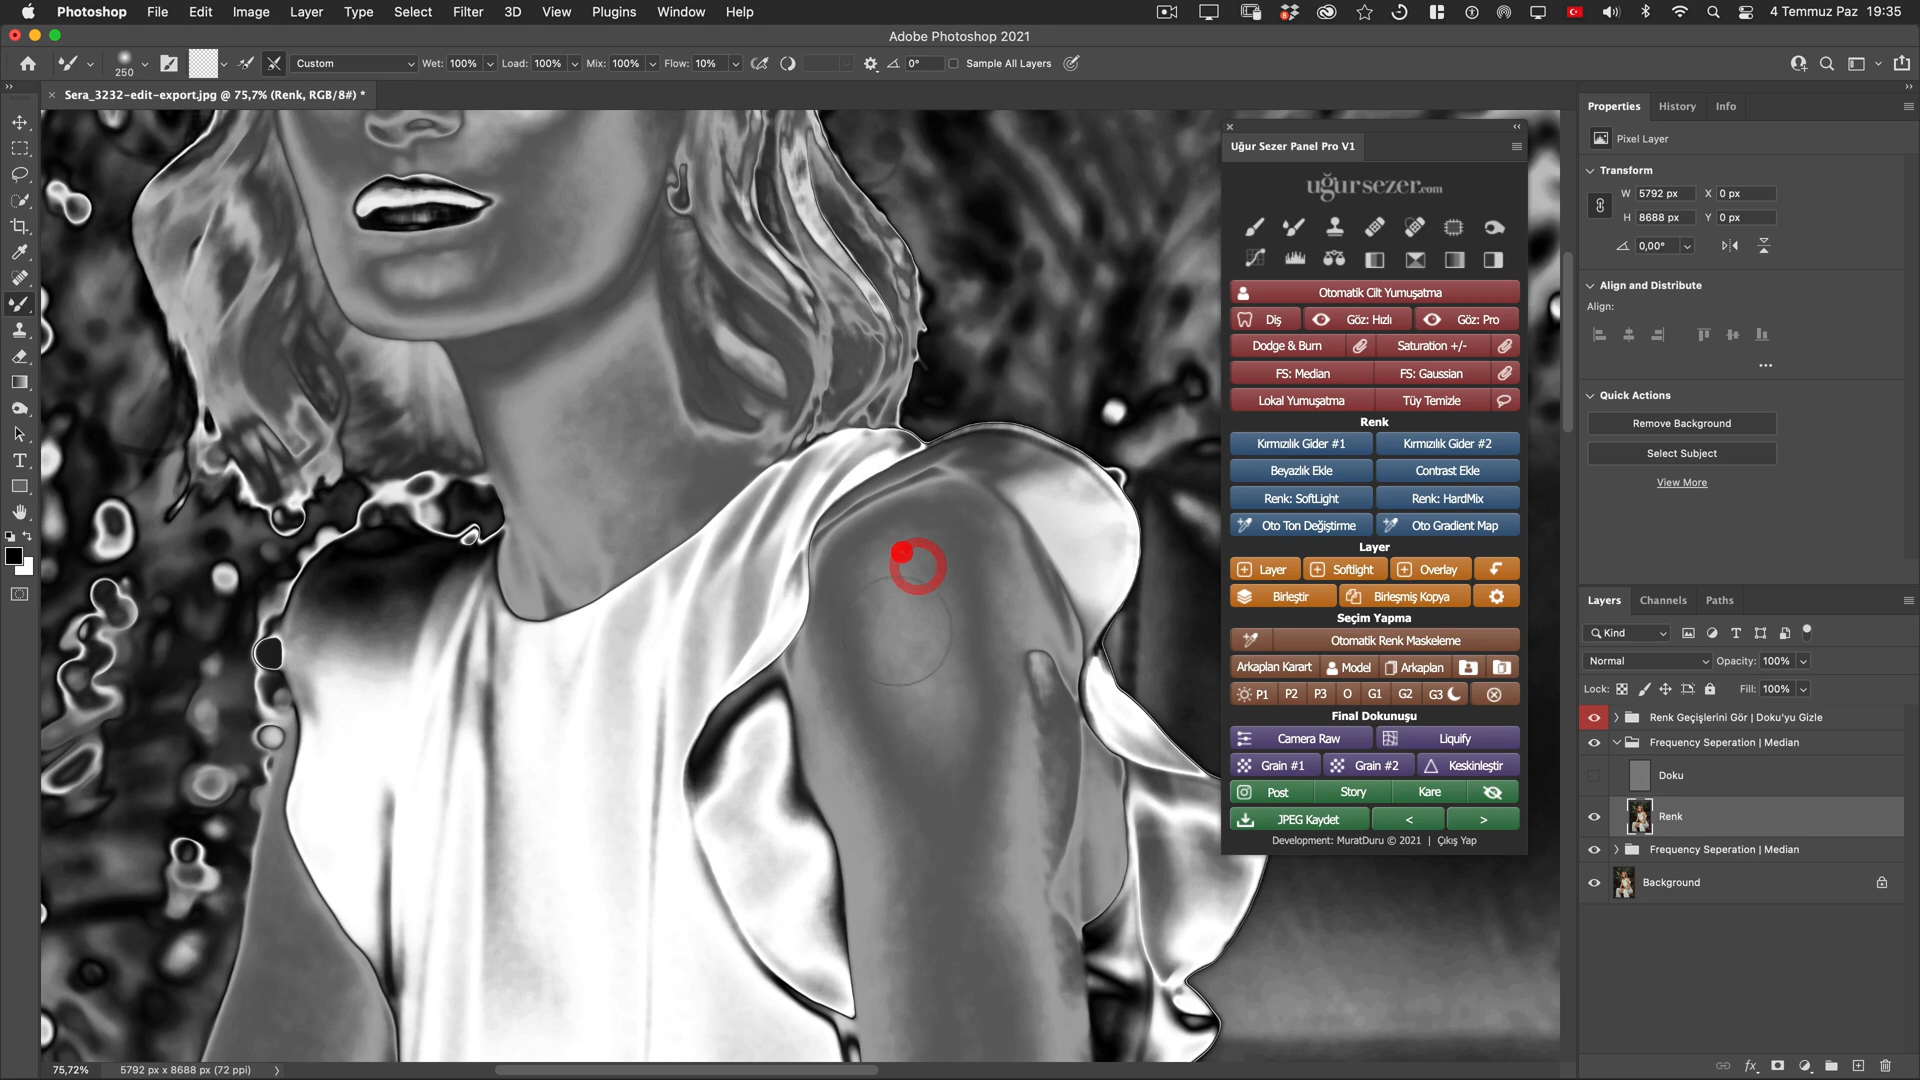 Photoshop File Edit Image Layer Type Select Filter 3D View Plugins Window Help 8 4 Temmuz Paz 19:35
Adobe Photoshop 2021
250 Custom Wet: 100% Load: 100% Mix: 100% Flow: 10% 0° Sample All Layers
× Sera_3232-edit-export.jpg @ 75,7% (Renk, RGB/8#) *
Uğur Sezer Panel Pro V1
uğursezer.com
Otomatik Cilt Yumuşatma
Diş Göz: Hızlı Göz: Pro
Dodge & Burn Saturation +/-
FS: Median FS: Gaussian
Lokal Yumuşatma Tüy Temizle
Renk
Kırmızılık Gider #1 Kırmızılık Gider #2
Beyazlık Ekle Contrast Ekle
Renk: SoftLight Renk: HardMix
Oto Ton Değiştirme Oto Gradient Map
Layer
Layer Softlight Overlay
Birleştir Birleşmiş Kopya
Seçim Yapma
Otomatik Renk Maskeleme
Arkaplan Karart Model Arkaplan
P1 P2 P3 O G1 G2 G3
Final Dokunuşu
Camera Raw Liquify
Grain #1 Grain #2 Keskinleştir
Post Story Kare
JPEG Kaydet < >
Development: MuratDuru © 2021 | Çıkış Yap
Properties History Info
Pixel Layer
Transform
W 5792 px X 0 px
H 8688 px Y 0 px
0,00°
Align and Distribute
Align:
Quick Actions
Remove Background
Select Subject
View More
Layers Channels Paths
Kind
Normal Opacity: 100%
Lock: Fill: 100%
Renk Geçişlerini Gör | Doku'yu Gizle
Frequency Seperation | Median
Doku
Renk
Frequency Seperation | Median
Background
fx
75,72% 5792 px x 8688 px (72 ppi)